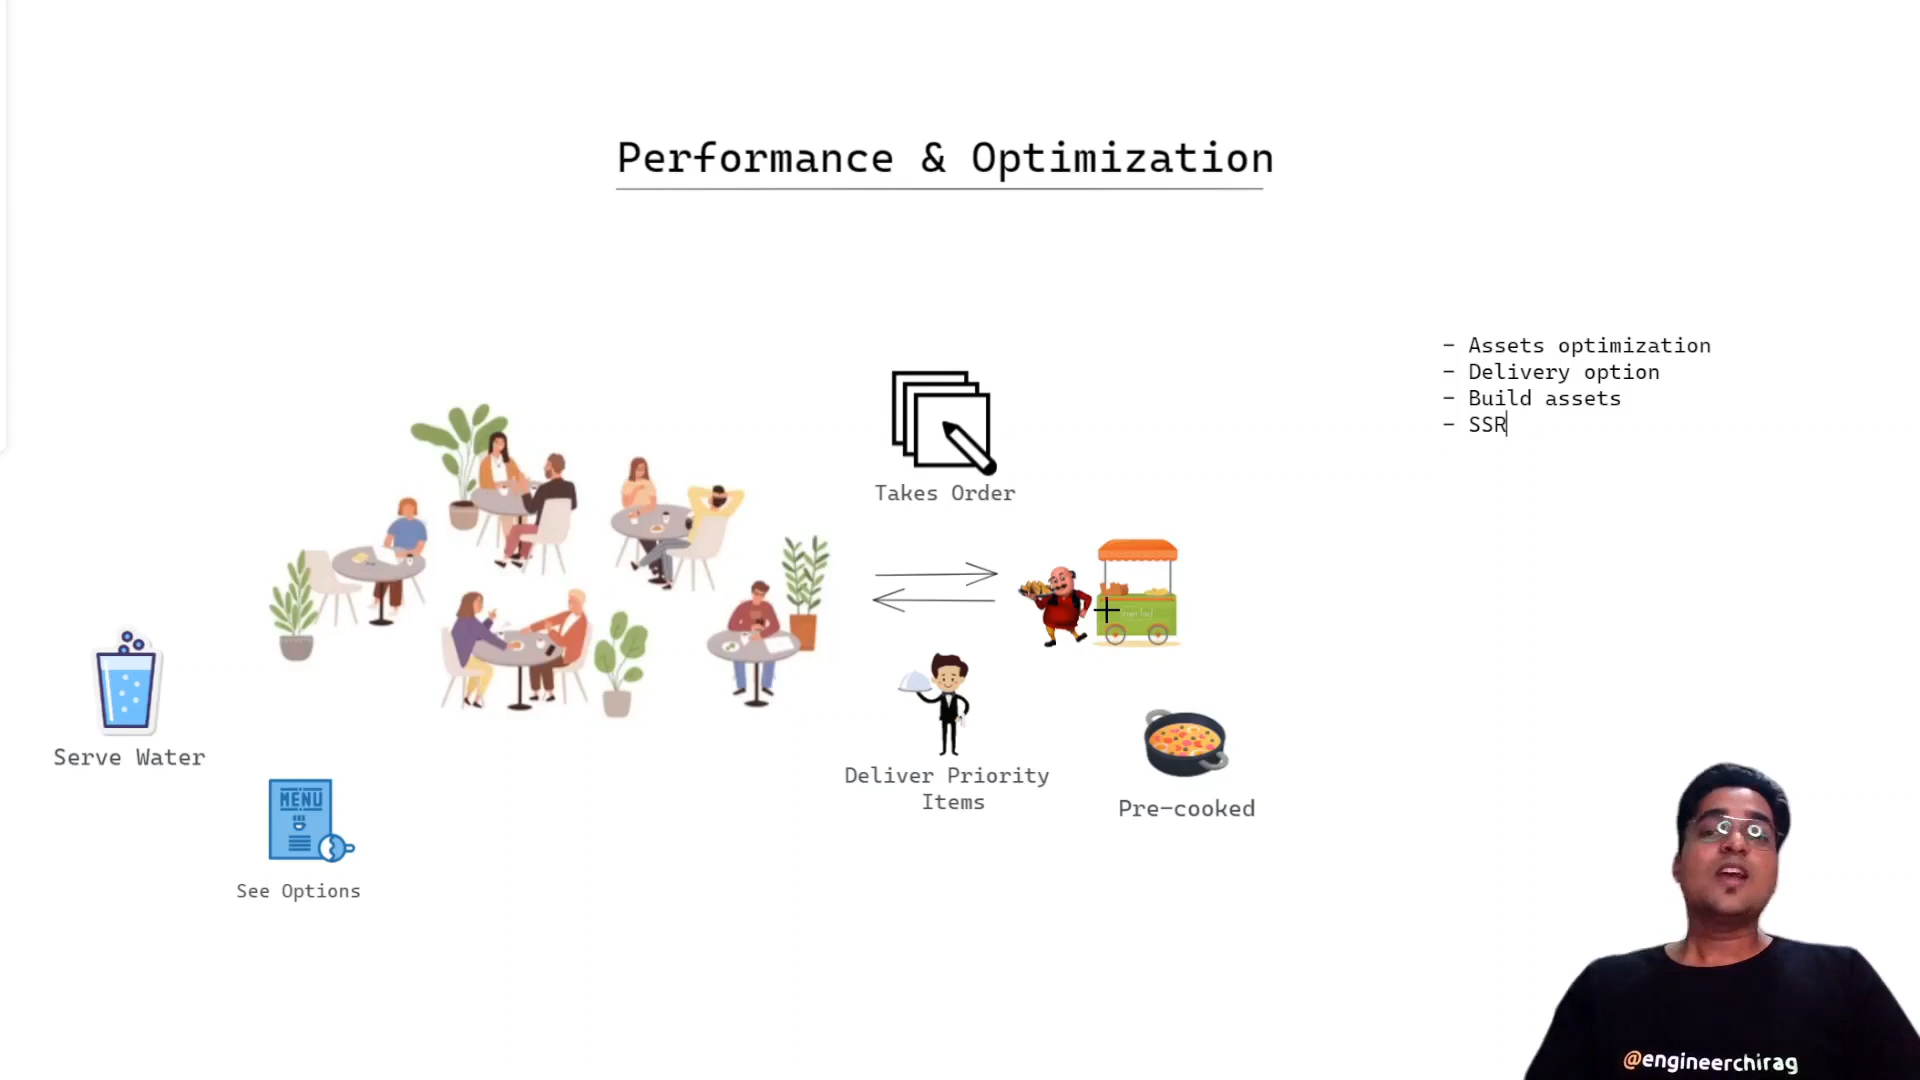 Performance & Optimization
- Assets optimization
- Delivery option
- Build assets
- SSR
Takes Order
Serve Water
MENU
See Options
Deliver Priority
Items
Pre-cooked
@engineerchirag